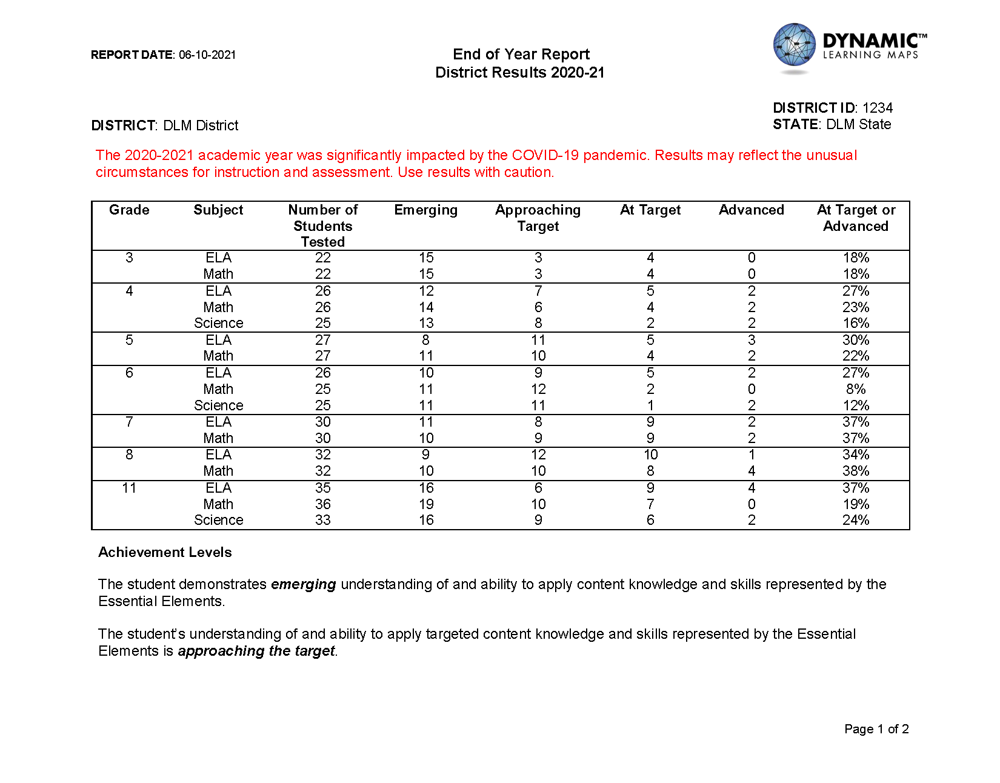 REPORT DATE: 06-10-2021
End of Year Report
District Results 2020-21
DYNAMIC™
LEARNING MAPS
DISTRICT ID: 1234
DISTRICT: DLM District
STATE: DLM State
The 2020-2021 academic year was significantly impacted by the COVID-19 pandemic. Results may reflect the unusual
circumstances for instruction and assessment. Use results with caution.
Grade Subject Number of Emerging Approaching At Target Advanced At Target or
Students Target Advanced
Tested
3 ELA 22 15 3 4 0 18%
Math 22 15 3 4 0 18%
4 ELA 26 12 7 5 2 27%
Math 26 14 6 4 2 23%
Science 25 13 8 2 2 16%
5 ELA 27 8 11 5 3 30%
Math 27 11 10 4 2 22%
6 ELA 26 10 9 5 2 27%
Math 25 11 12 2 0 8%
Science 25 11 11 1 2 12%
7 ELA 30 11 8 9 2 37%
Math 30 10 9 9 2 37%
8 ELA 32 9 12 10 1 34%
Math 32 10 10 8 4 38%
11 ELA 35 16 6 9 4 37%
Math 36 19 10 7 0 19%
Science 33 16 9 6 2 24%
Achievement Levels
The student demonstrates emerging understanding of and ability to apply content knowledge and skills represented by the
Essential Elements.
The student's understanding of and ability to apply targeted content knowledge and skills represented by the Essential
Elements is approaching the target.
Page 1 of 2